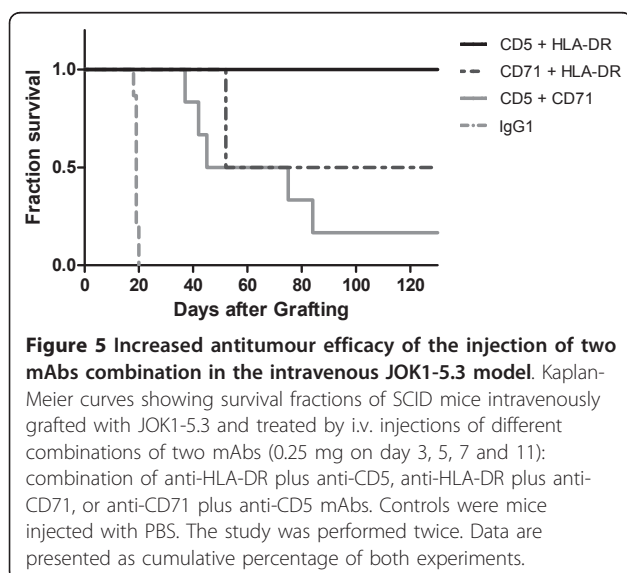 CD5 + HLA-DR
CD71 + HLA-DR
CD5 + CD71
IgG1
1.0
0.5
0.0
Fraction survival
0 20 40 60 80 100 120
Days after Grafting
Figure 5 Increased antitumour efficacy of the injection of two
mAbs combination in the intravenous JOK1-5.3 model. Kaplan-
Meier curves showing survival fractions of SCID mice intravenously
grafted with JOK1-5.3 and treated by i.v. injections of different
combinations of two mAbs (0.25 mg on day 3, 5, 7 and 11):
combination of anti-HLA-DR plus anti-CD5, anti-HLA-DR plus anti-
CD71, or anti-CD71 plus anti-CD5 mAbs. Controls were mice
injected with PBS. The study was performed twice. Data are
presented as cumulative percentage of both experiments.